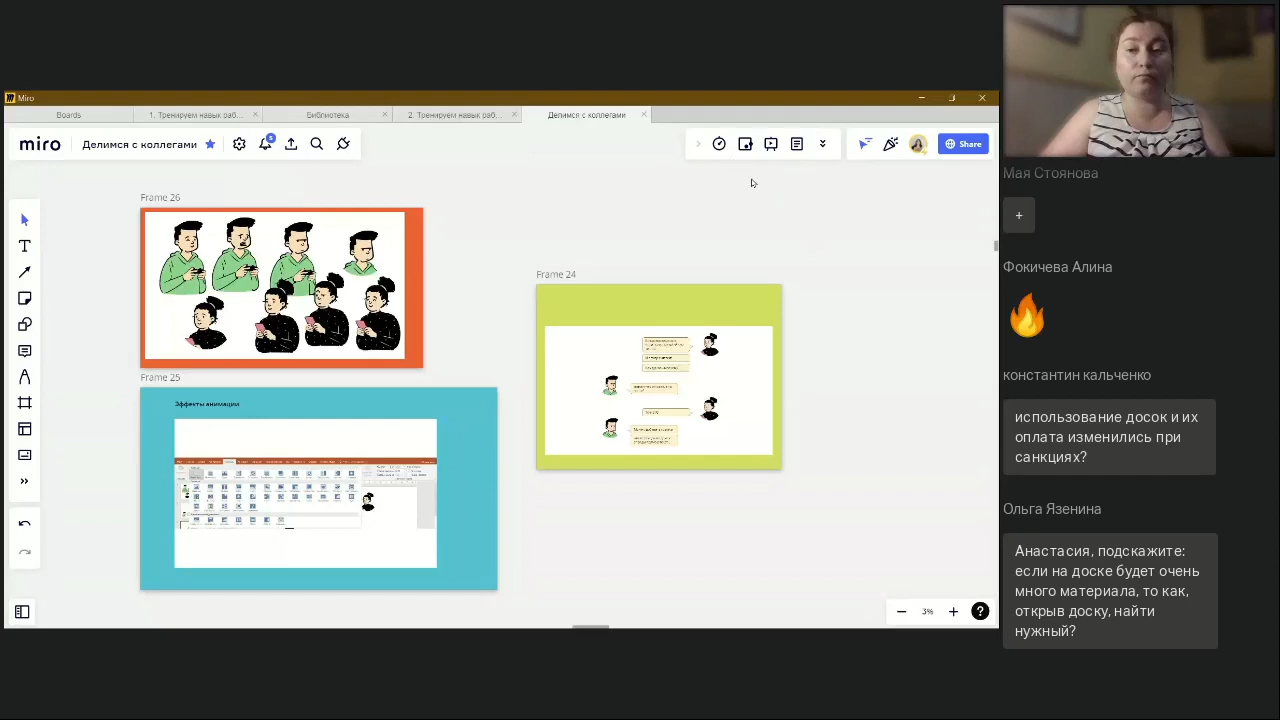 Miro
Boards
1. Тренируем навык раб...
Библиотека
2. Тренируем навык раб...
Делимся с коллегами
miro
Делимся с коллегами
5
Share
Frame 26
Frame 24
Frame 25
Эффекты анимации
3%
?
Мая Стоянова
+
Фокичева Алина
константин кальченко
использование досок и их
оплата изменились при
санкциях?
Ольга Язенина
Анастасия, подскажите:
если на доске будет очень
много материала, то как,
открыв доску, найти
нужный?